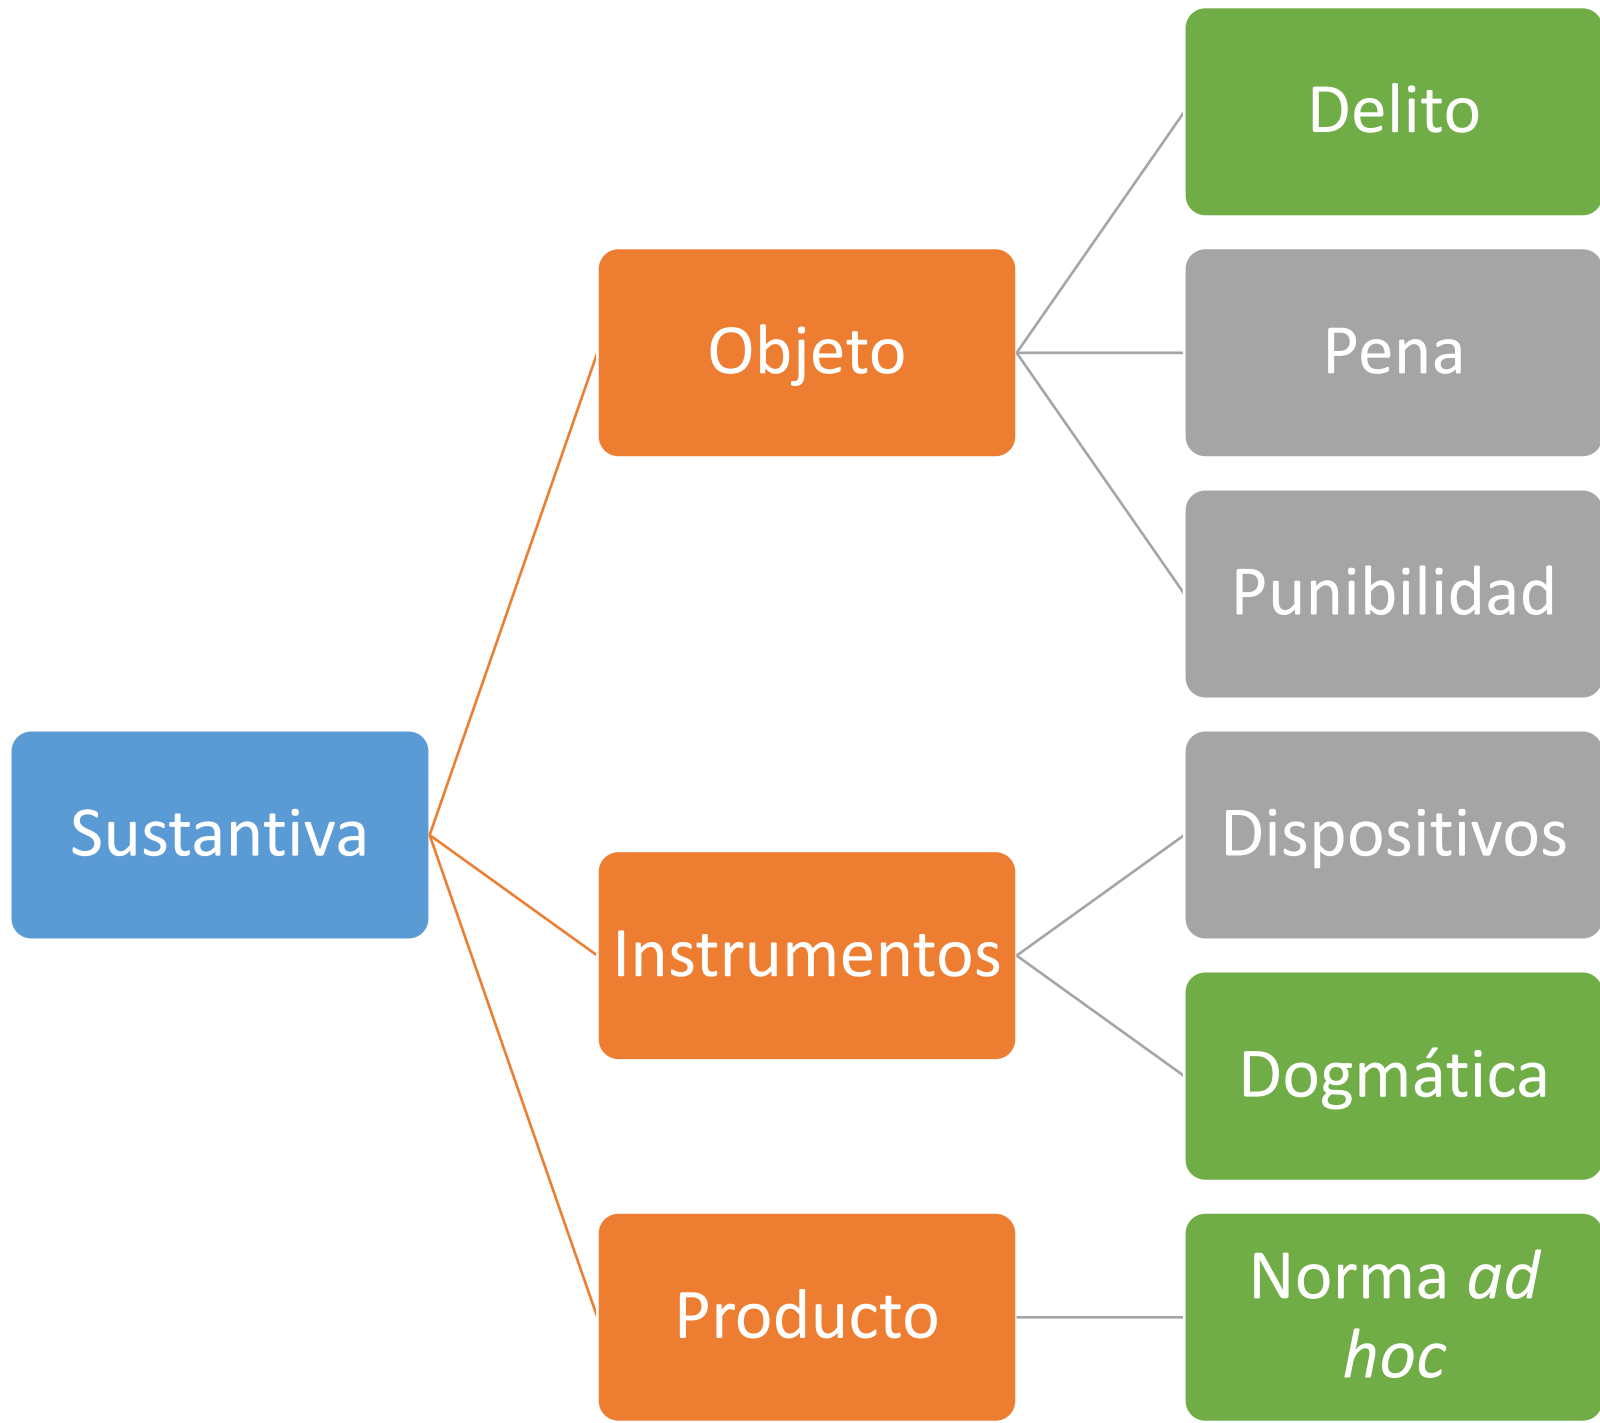 Sustantiva
Objeto
Delito
Pena
Punibilidad
Instrumentos
Dispositivos
Dogmática
Producto
Norma ad
hoc